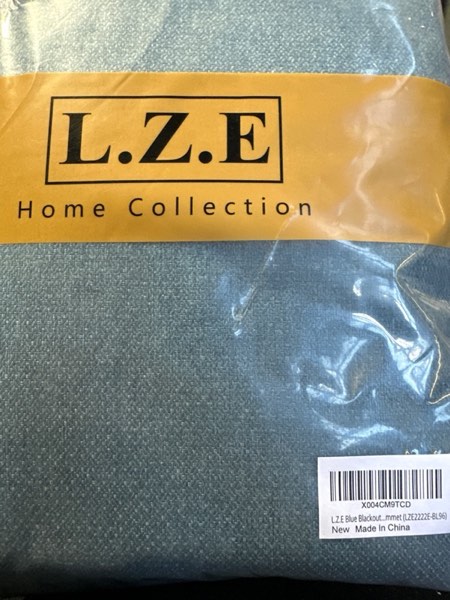 L.Z.E
Home Collection
X004CM9TCD
L.Z.E Blue Blackout...mmet (LZE2222E-BL96)
New Made In China